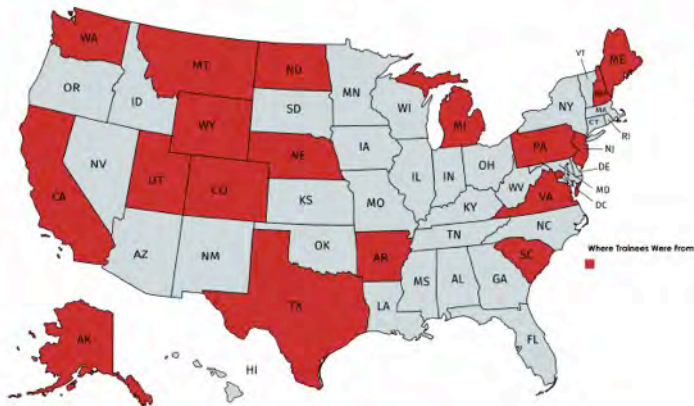 WA
MT
ND
MN
VT
ME
OR
ID
SD
WI
NY
NH
MA
WY
MI
CT
RI
IA
PA
NJ
NE
OH
NV
IL
IN
DE
UT
CO
WV
MD
CA
VA
DC
KS
MO
KY
NC
TN
OK
AZ
NM
AR
SC
Where Trainees Were From
MS
AL
GA
TX
LA
AK
FL
HI